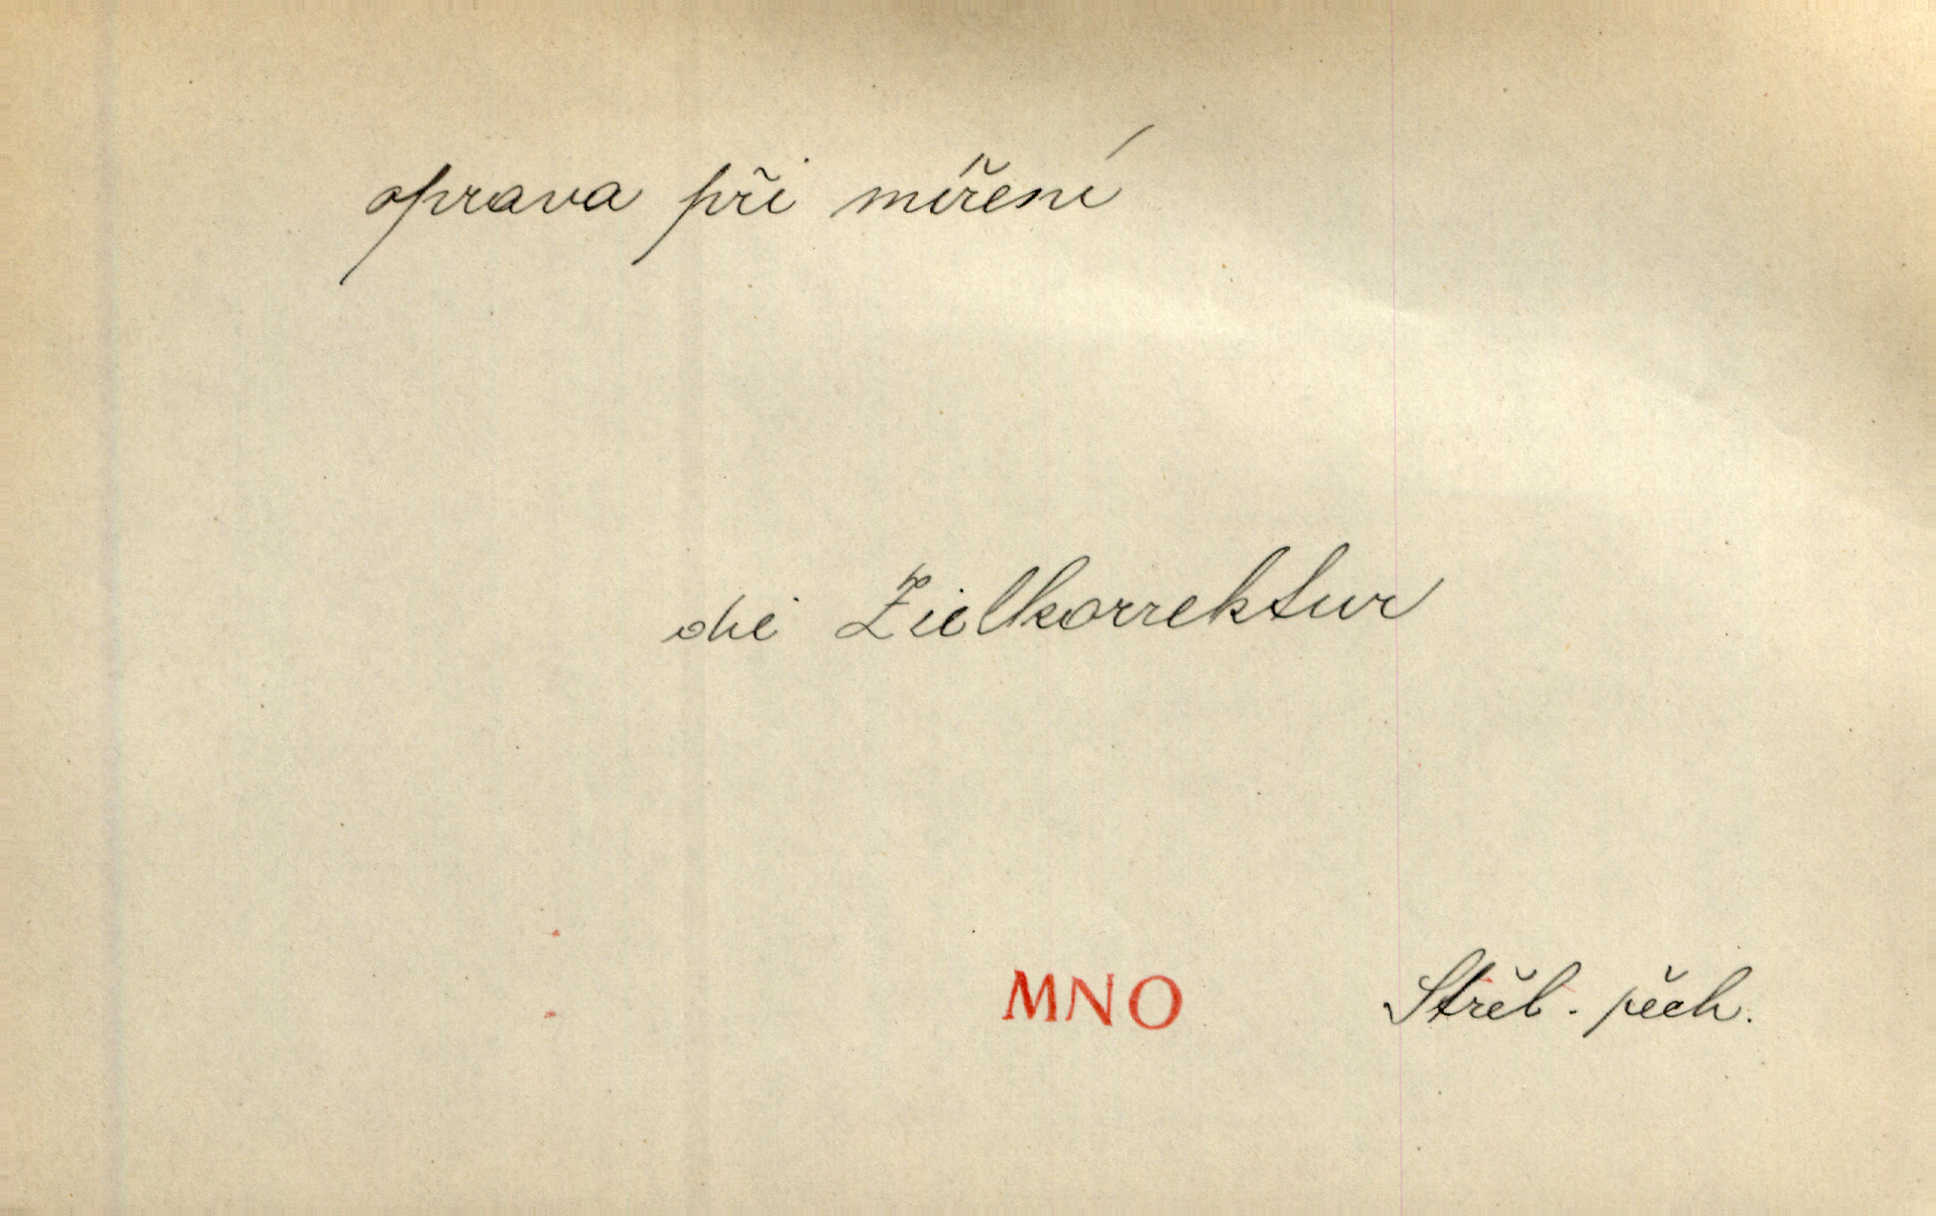 oprava při míření
die Zielkorrektur
MNO Střel. pěch.